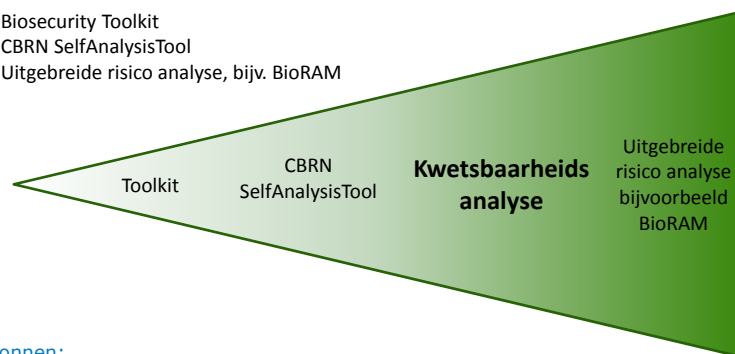 Biosecurity Toolkit
CBRN SelfAnalysisTool
Uitgebreide risico analyse, bijv. BioRAM
Toolkit
CBRN
SelfAnalysisTool
Kwetsbaarheids
analyse
Uitgebreide
risico analyse
bijvoorbeeld
BioRAM
onnen: